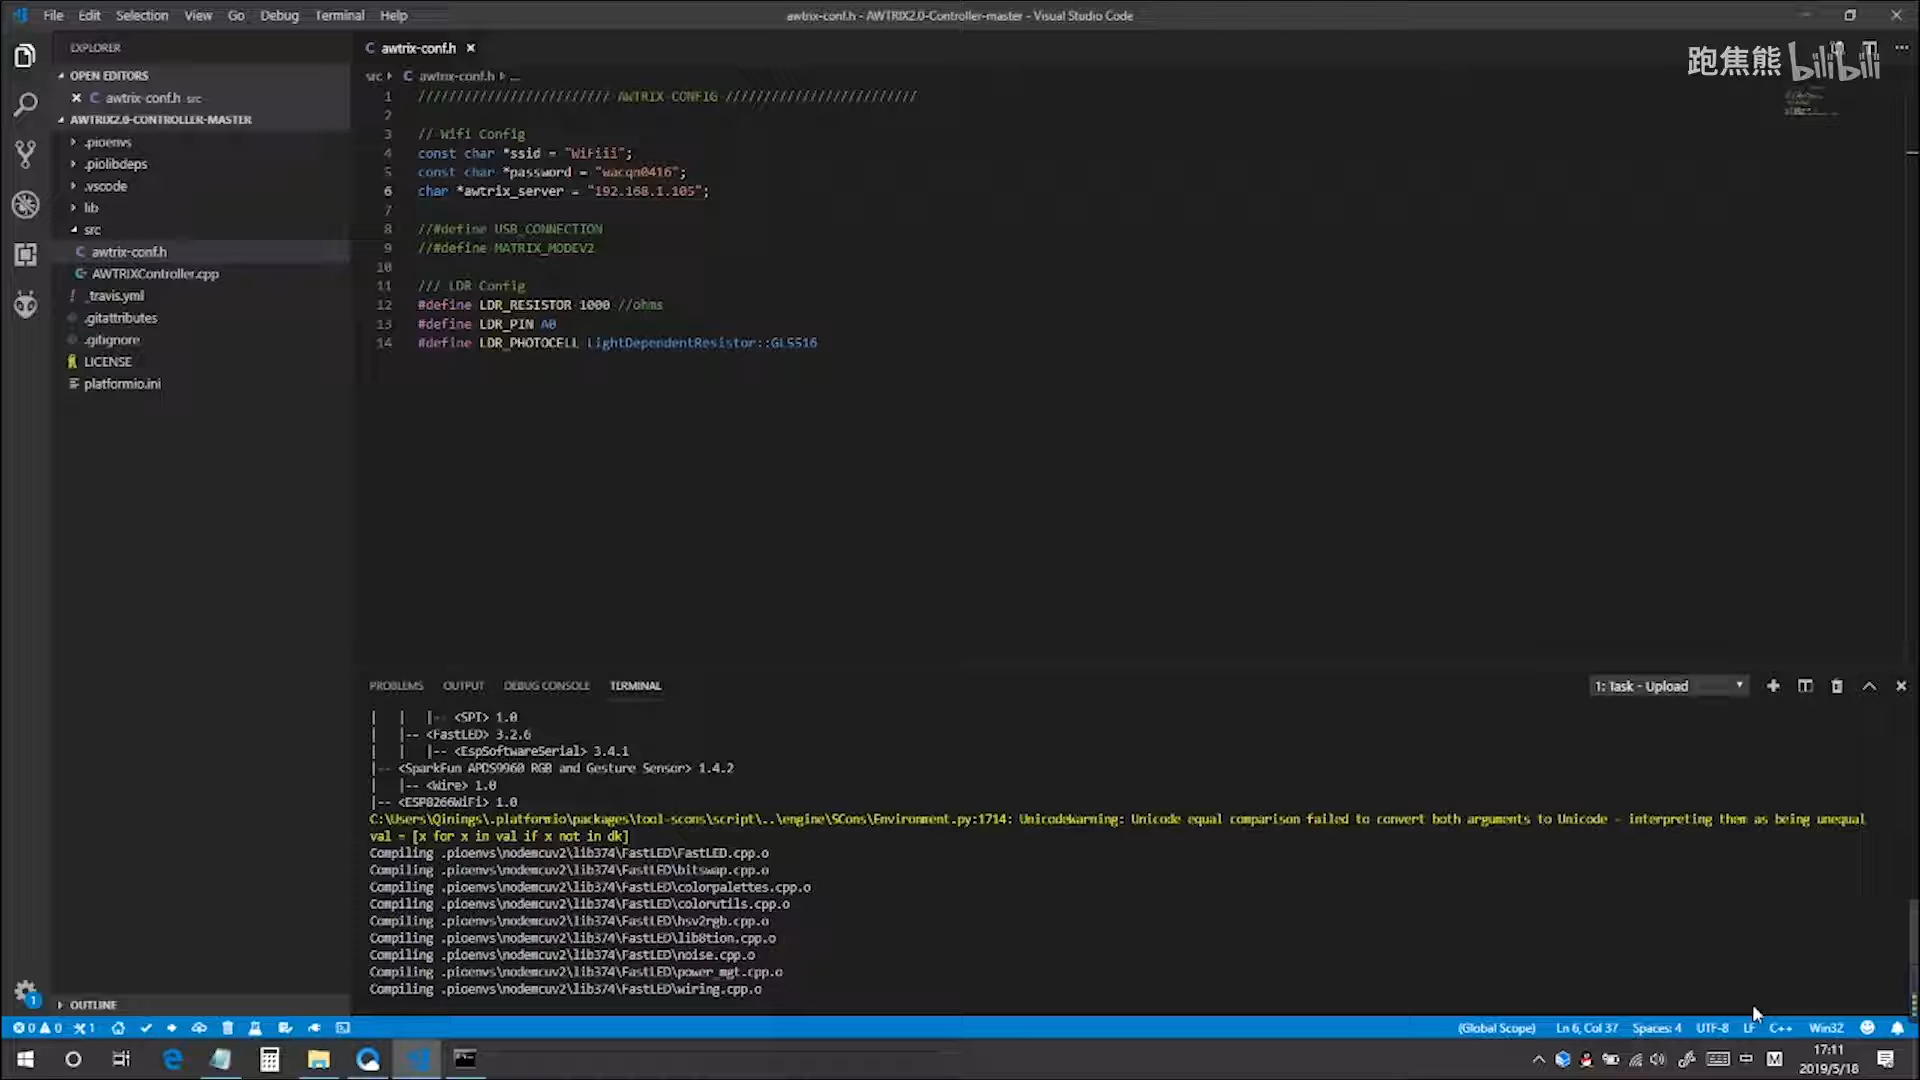 File Edit Selection View Go Debug Terminal Help
awtrix-conf.h - AWTRIX2.0-Controller-master - Visual Studio Code
跑焦熊 bilibili
EXPLORER
OPEN EDITORS
awtrix-conf.h src
AWTRIX2.0-CONTROLLER-MASTER
.pioenvs
.piolibdeps
.vscode
lib
src
awtrix-conf.h
AWTRIXController.cpp
.travis.yml
.gitattributes
.gitignore
LICENSE
platformio.ini
OUTLINE
awtrix-conf.h
src awtrix-conf.h ...
1 ///////////////////////// AWTRIX CONFIG /////////////////////////
2
3 // Wifi Config
4 const char *ssid = "WiFiii";
5 const char *password = "wacqn0416";
6 char *awtrix_server = "192.168.1.105";
7
8 //#define USB_CONNECTION
9 //#define MATRIX_MODEV2
10
11 /// LDR Config
12 #define LDR_RESISTOR 1000 //ohms
13 #define LDR_PIN A0
14 #define LDR_PHOTOCELL LightDependentResistor::GL5516
PROBLEMS OUTPUT DEBUG CONSOLE TERMINAL
1: Task - Upload
| | |-- <SPI> 1.0
| |-- <FastLED> 3.2.6
| | |-- <EspSoftwareSerial> 3.4.1
|-- <SparkFun APDS9960 RGB and Gesture Sensor> 1.4.2
| |-- <Wire> 1.0
|-- <ESP8266WiFi> 1.0
C:\Users\Qinings\.platformio\packages\tool-scons\script\..\engine\SCons\Environment.py:1714: UnicodeWarning: Unicode equal comparison failed to convert both arguments to Unicode - interpreting them as being unequal
val = [x for x in val if x not in dk]
Compiling .pioenvs\nodemcuv2\lib374\FastLED\FastLED.cpp.o
Compiling .pioenvs\nodemcuv2\lib374\FastLED\bitswap.cpp.o
Compiling .pioenvs\nodemcuv2\lib374\FastLED\colorpalettes.cpp.o
Compiling .pioenvs\nodemcuv2\lib374\FastLED\colorutils.cpp.o
Compiling .pioenvs\nodemcuv2\lib374\FastLED\hsv2rgb.cpp.o
Compiling .pioenvs\nodemcuv2\lib374\FastLED\lib8tion.cpp.o
Compiling .pioenvs\nodemcuv2\lib374\FastLED\noise.cpp.o
Compiling .pioenvs\nodemcuv2\lib374\FastLED\power_mgt.cpp.o
Compiling .pioenvs\nodemcuv2\lib374\FastLED\wiring.cpp.o
1
0 0 1
(Global Scope) Ln 6, Col 37 Spaces: 4 UTF-8 LF C++ Win32
M
17:11
2019/5/18